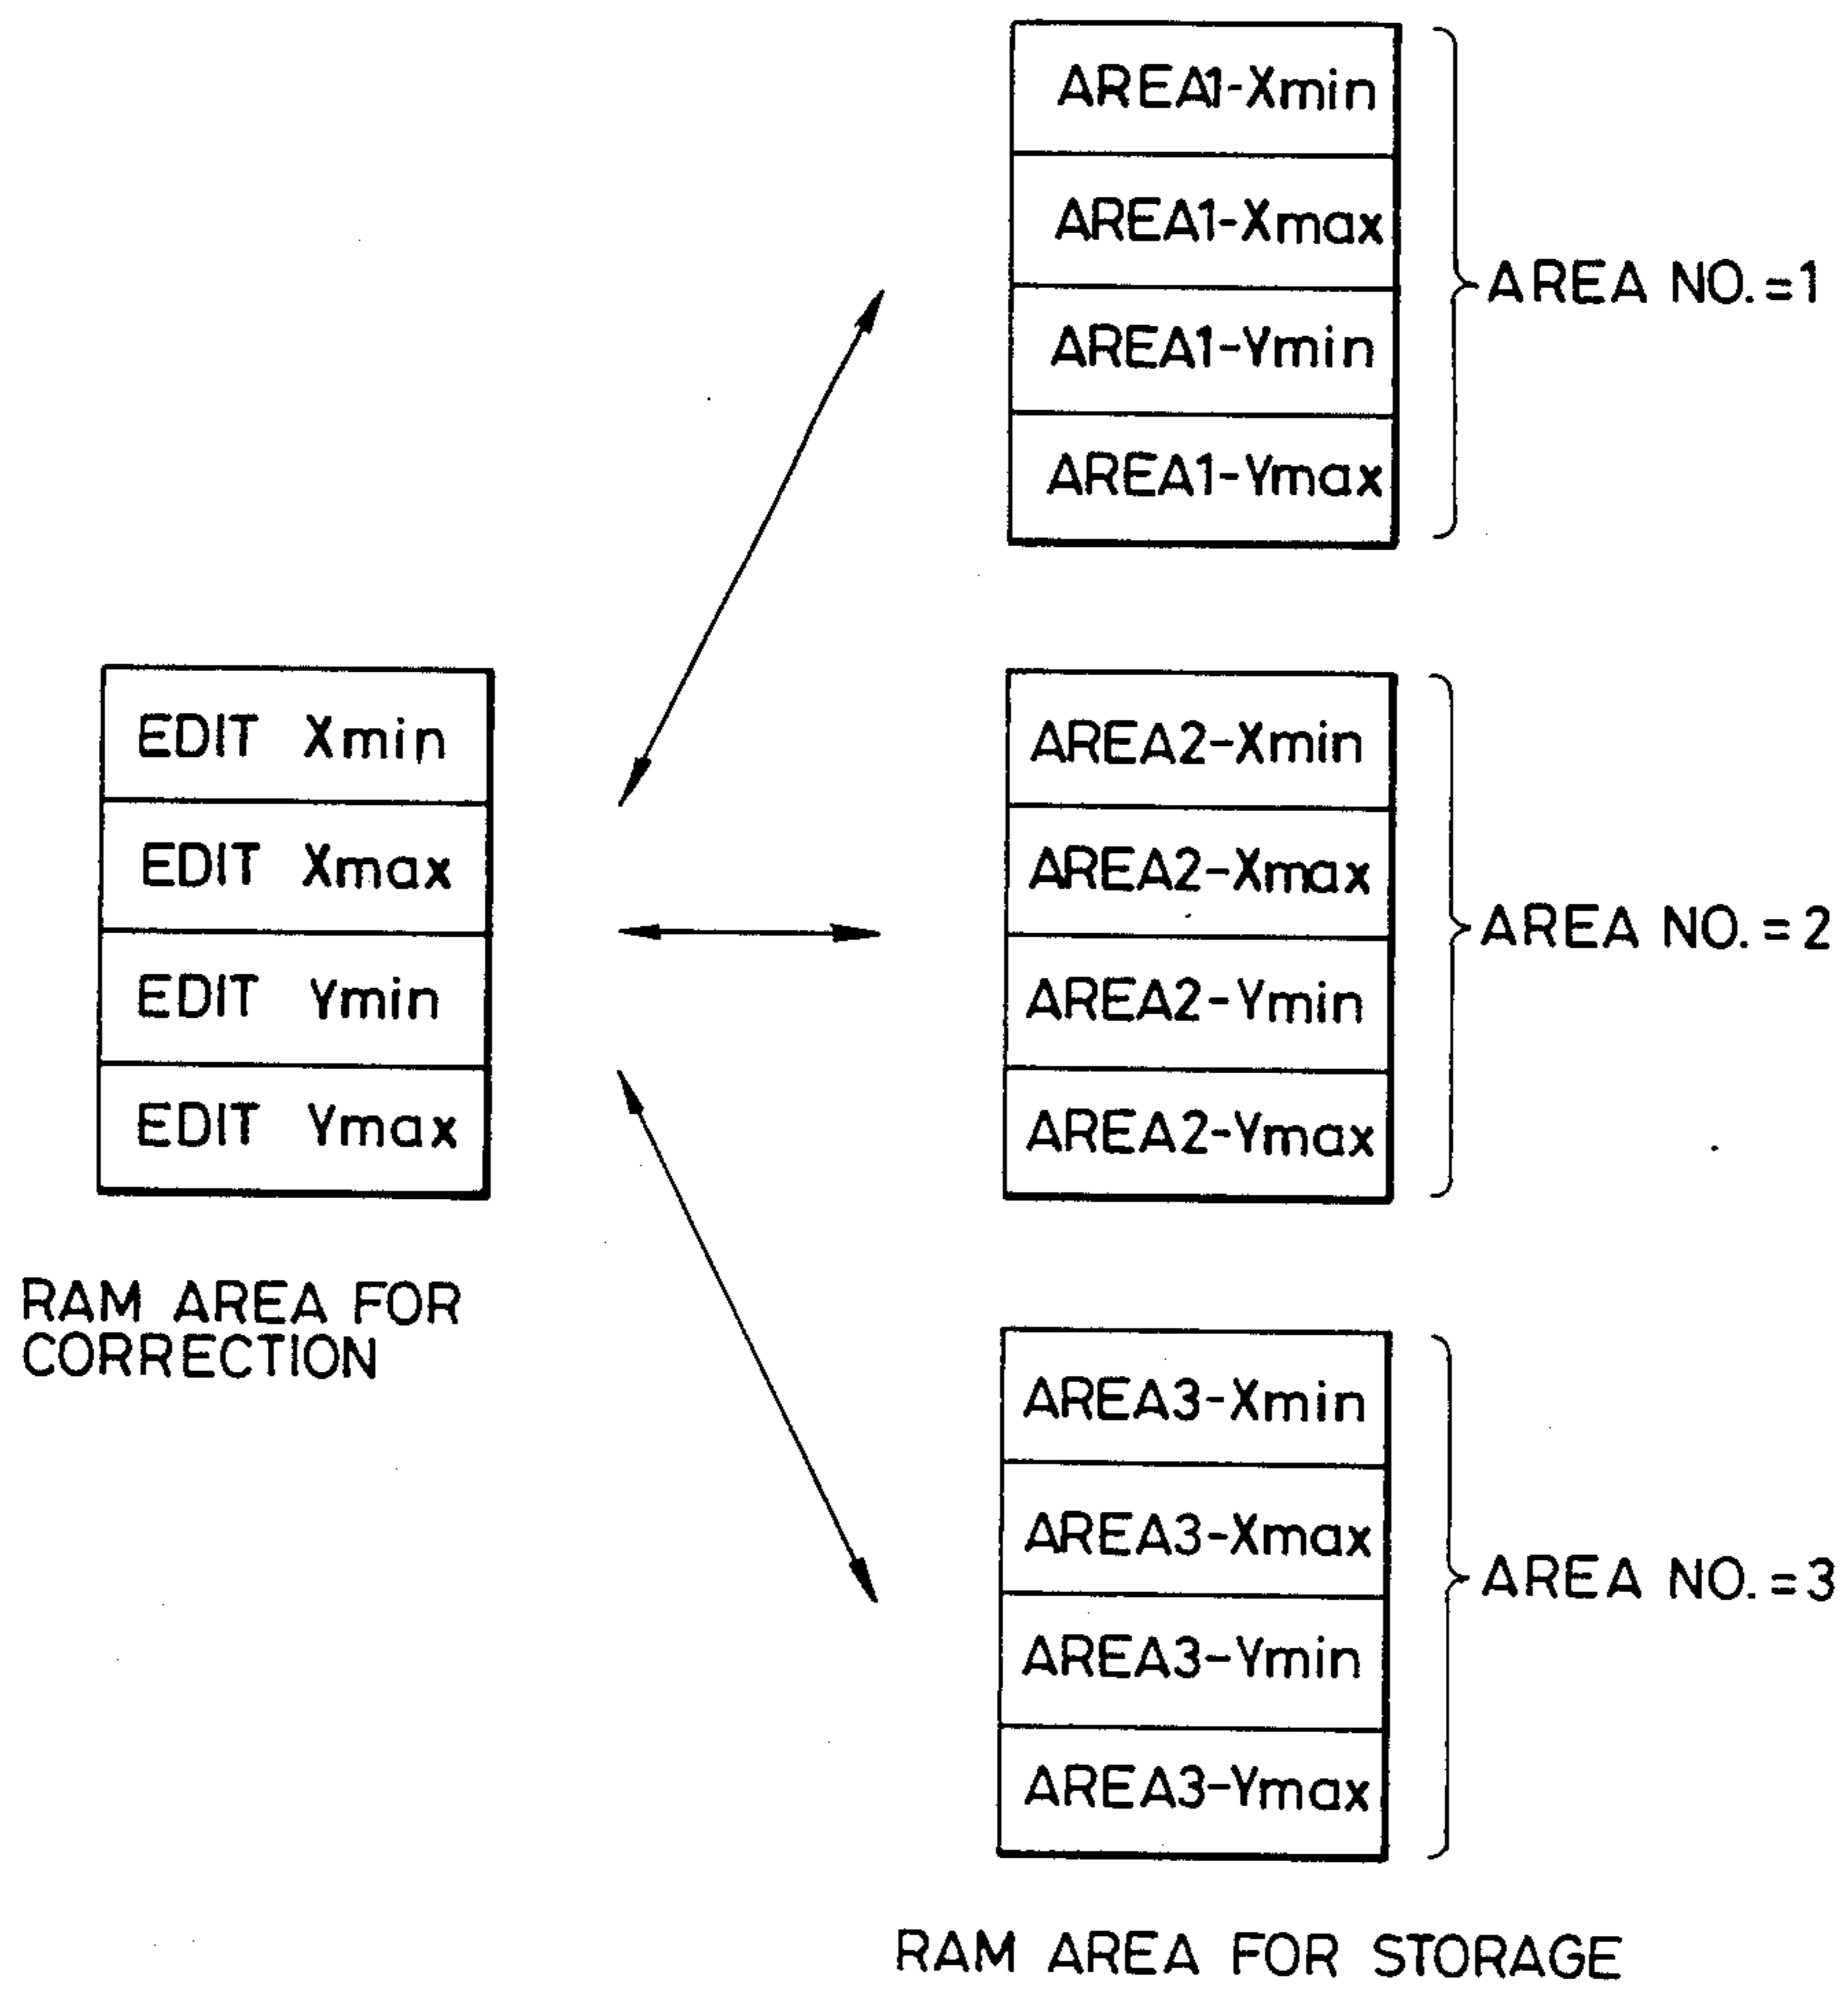 AREA1-Xmin
AREA1-Xmax
AREA1-Ymin
AREA1-Ymax
AREA NO.=1
EDIT Xmin
EDIT Xmax
EDIT Ymin
EDIT Ymax
RAM AREA FOR
CORRECTION
AREA2-Xmin
AREA2-Xmax
AREA2-Ymin
AREA2-Ymax
AREA NO.=2
AREA3-Xmin
AREA3-Xmax
AREA3-Ymin
AREA3-Ymax
AREA NO.=3
RAM AREA FOR STORAGE